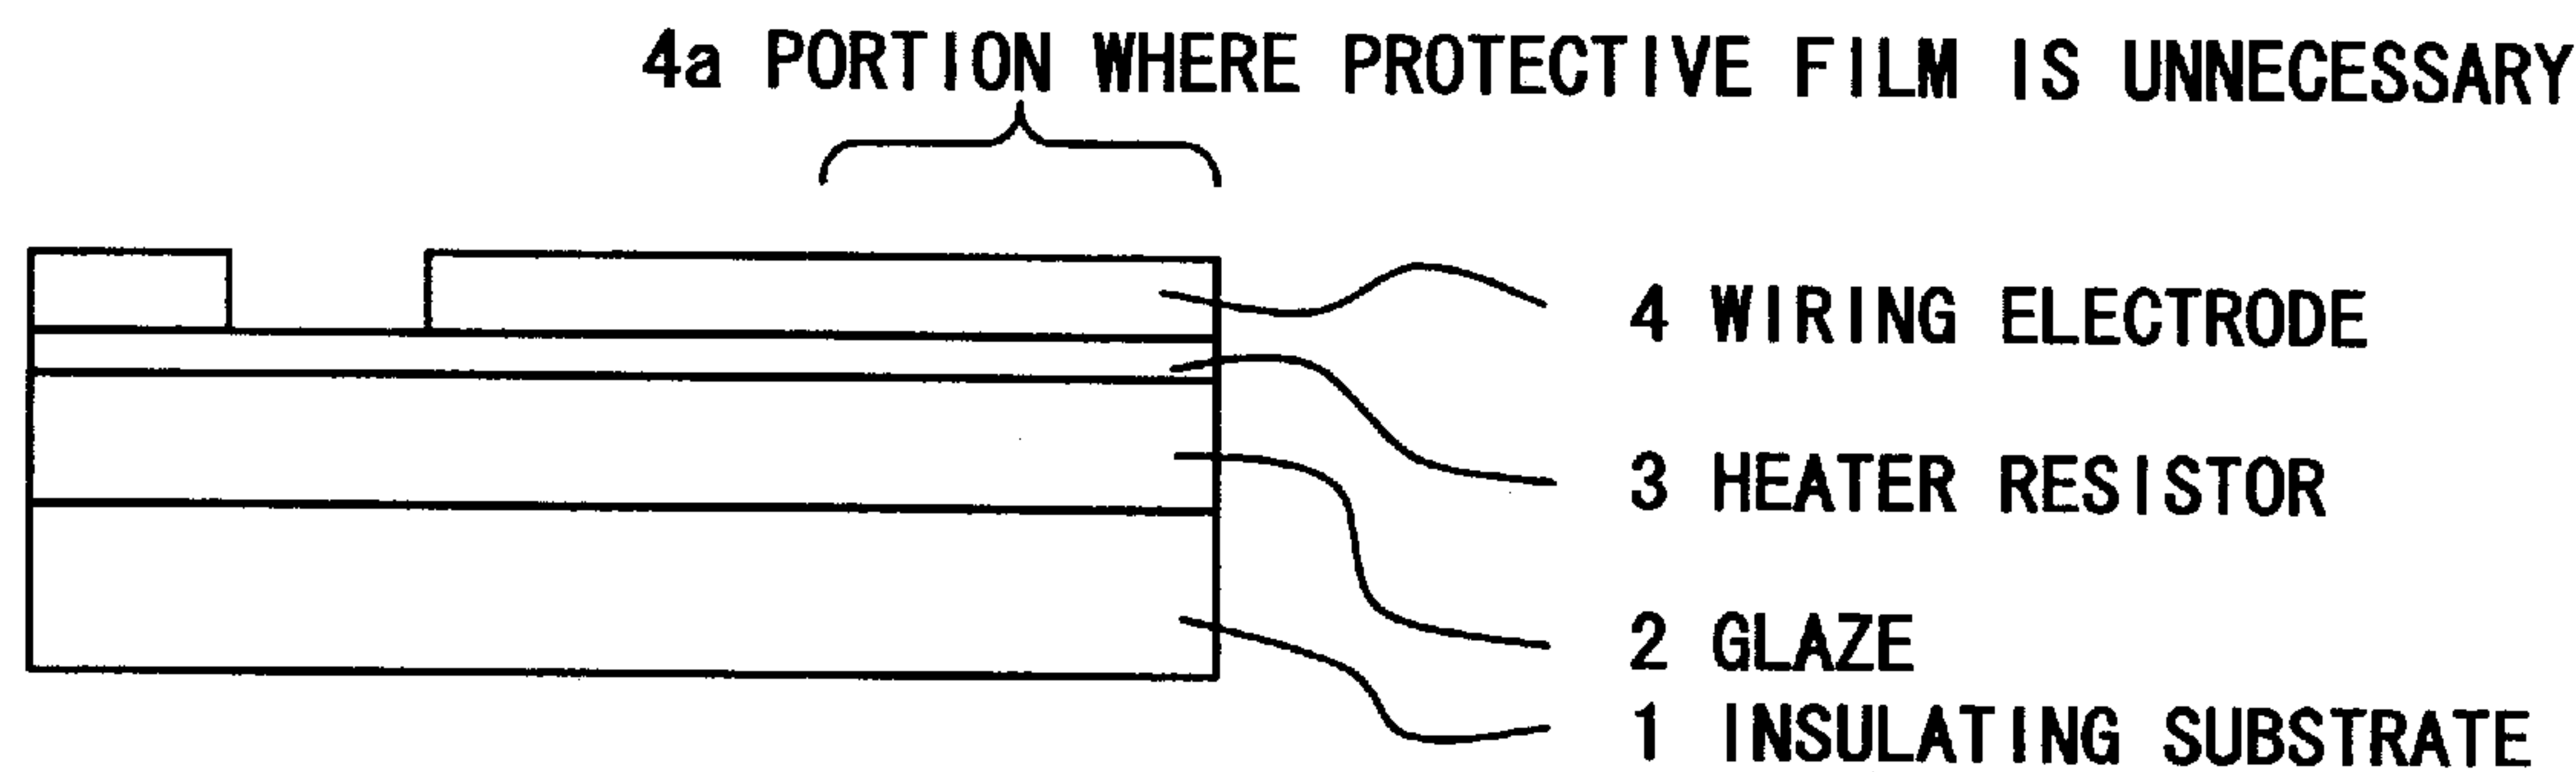 4a PORTION WHERE PROTECTIVE FILM IS UNNECESSARY
4 WIRING ELECTRODE
3 HEATER RESISTOR
2 GLAZE
1 INSULATING SUBSTRATE